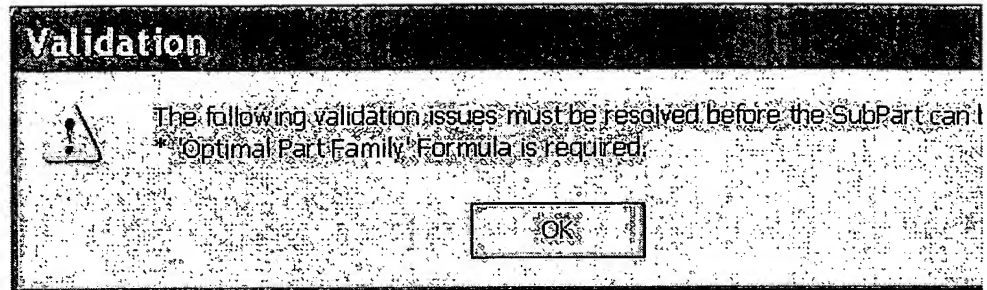 Validation
The following validation issues must be resolved before the SubPart can
* 'Optimal Part Family' Formula is required.
OK